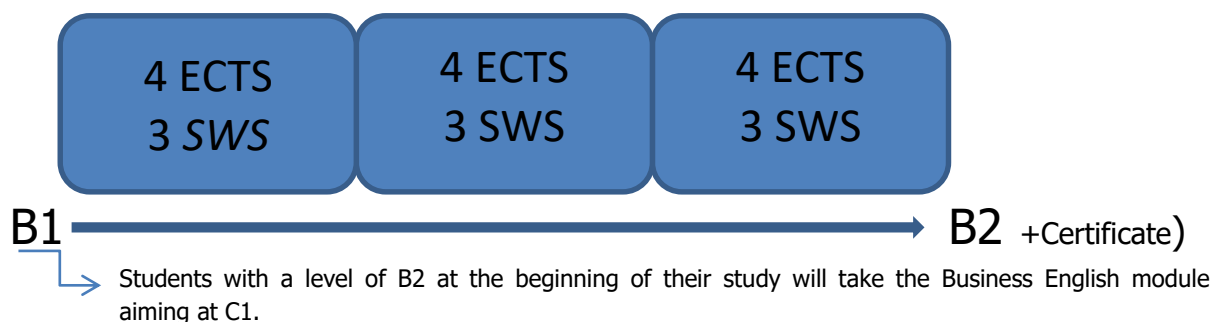 4 ECTS
3 SWS
4 ECTS
3 SWS
4 ECTS
3 SWS
B1
B2 +Certificate)
Students with a level of B2 at the beginning of their study will take the Business English module
aiming at C1.